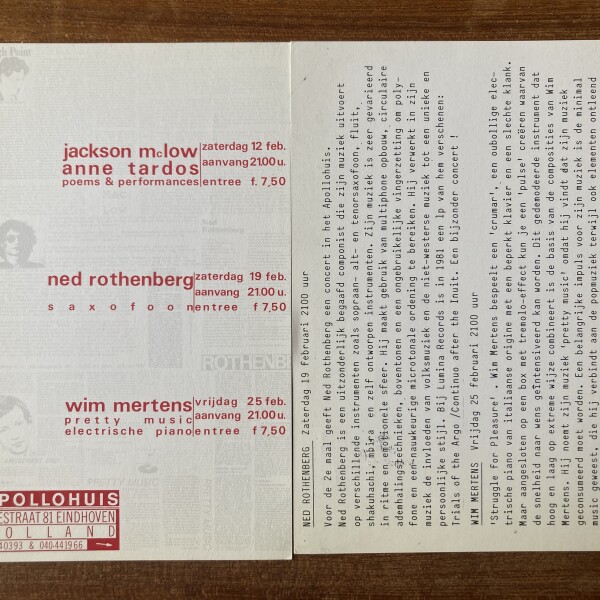 jackson mclow
anne tardos
poems & performances
zaterdag 12 feb.
aanvang 21.00 u.
entree f. 7,50
ned rothenberg
saxofoon
zaterdag 19 feb.
aanvang 21.00 u.
entree f 7,50
ROTHENBERG
wim mertens
pretty music
electrische piano
vrijdag 25 feb.
aanvang 21.00 u.
entree f 7,50
PRETTY MUSIC
POLLOHUIS
ESTRAAT 81 EINDHOVEN
OLLAND
40393 & 040-441966
NED ROTHENBERG Zaterdag 19 februari 2100 uur
Voor de 2e maal geeft Ned Rothenberg een concert in het Apollohuis.
Ned Rothenberg is een uitzonderlijk begaafd componist die zijn muziek uitvoert
op verschillende instrumenten zoals sopraan- alt- en tenorsaxofoon, fluit,
shakuhachi, mbira en zelf ontworpen instrumenten. Zijn muziek is zeer gevarieerd
in ritme en emotionele sfeer. Hij maakt gebruik van multiphone opbouw, circulaire
ademhalingstechnieken, boventonen en een ongebruikelijke vingerzetting om poly-
fone en een nauwkeurige microtonale ordening te bereiken. Hij verwerkt in zijn
muziek de invloeden van volksmuziek en de niet-westerse muziek tot een unieke en
persoonlijke stijl. Bij Lumina Records is in 1981 een lp van hem verschenen:
Trials of the Argo /Continuo after the Inuit. Een bijzonder concert !
WIM MERTENS Vrijdag 25 februari 2100 uur
'Struggle for Pleasure' . Wim Mertens bespeelt een 'crumar', een oubollige elec-
trische piano van italiaanse origine met een beperkt klavier en een slechte klank.
Maar aangesloten op een box met tremolo-effect kun je een 'pulse' creëren waarvan
de snelheid naar wens geïntensiveerd kan worden. Dit gedemodeerde instrument dat
hoog en laag op extreme wijze combineert is de basis van de composities van Wim
Mertens. Hij noemt zijn muziek 'pretty music' omdat hij vindt dat zijn muziek
geconsumeerd moet worden. Een belangrijke impuls voor zijn muziek is de minimal
music geweest, die hij verbindt aan de popmuziek terwijl ook elementen ontleend